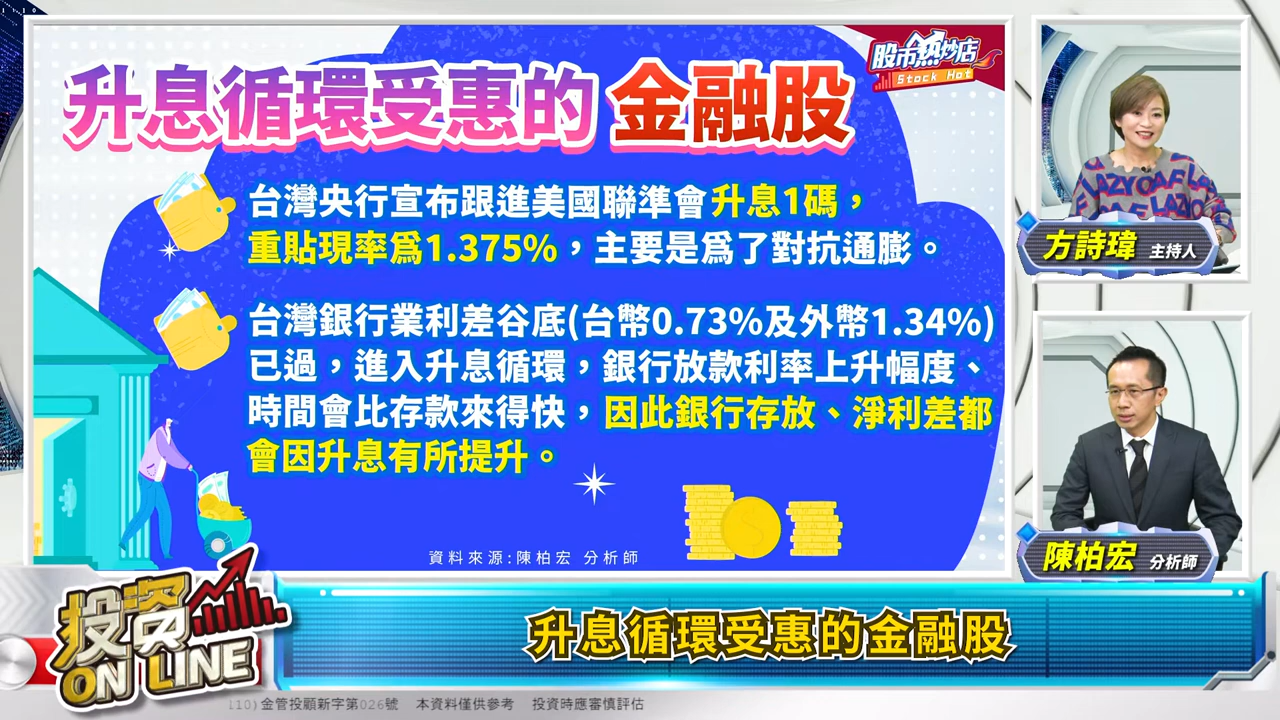 股市熱炒店
Stock Hot
升息循環受惠的 金融股
台灣央行宣布跟進美國聯準會升息1碼，
重貼現率為1.375%，主要是為了對抗通膨。
台灣銀行業利差谷底(台幣0.73%及外幣1.34%)
已過，進入升息循環，銀行放款利率上升幅度、
時間會比存款來得快，因此銀行存放、淨利差都
會因升息有所提升。
資料來源:陳柏宏 分析師
LAZY OAF LA
方詩瑋 主持人
陳柏宏 分析師
投資
ON LINE
升息循環受惠的金融股
110)金管投顧新字第026號 本資料僅供參考 投資時應審慎評估